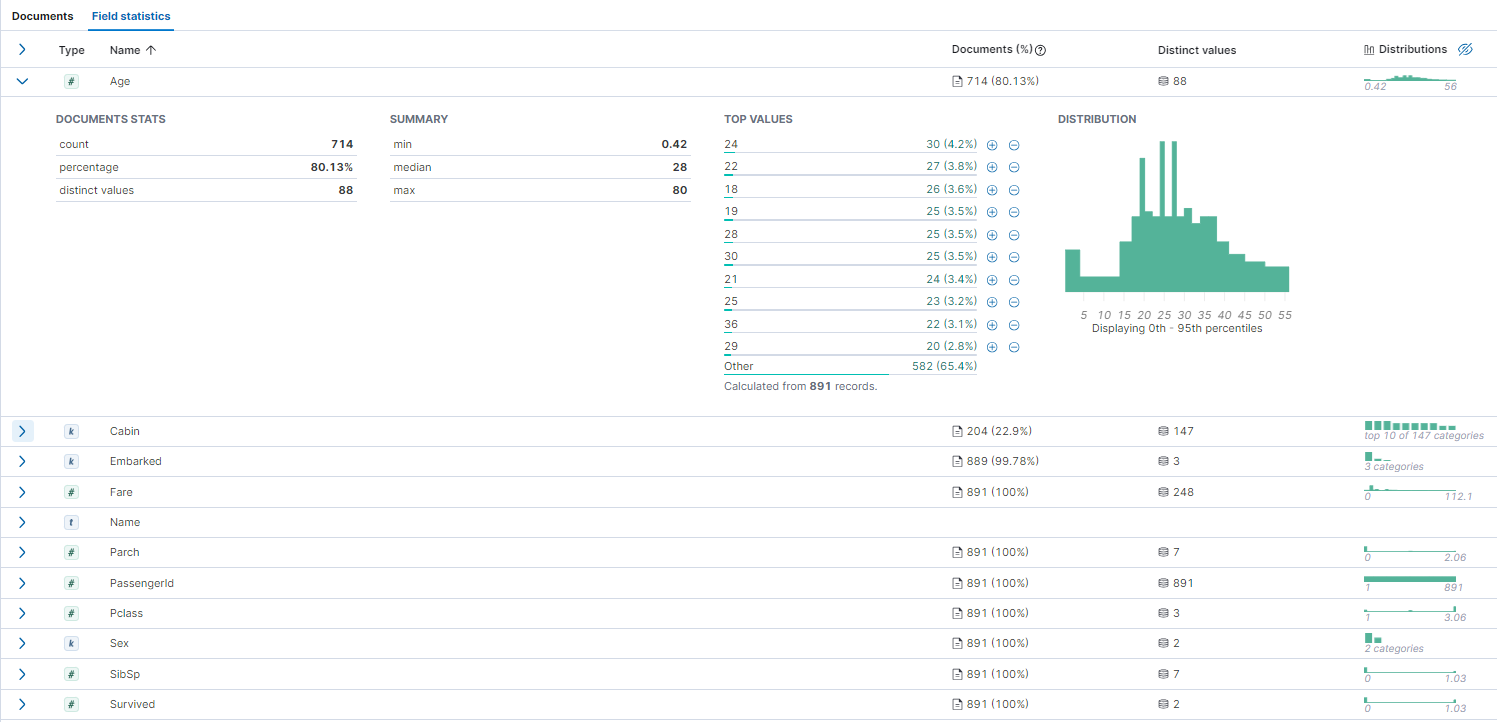 Documents Field statistics
Type Name Documents (%) Distinct values Distributions
# Age 714 (80.13%) 88
0.42 56
DOCUMENTS STATS
count 714
percentage 80.13%
distinct values 88
SUMMARY
min 0.42
median 28
max 80
TOP VALUES
24 30 (4.2%)
22 27 (3.8%)
18 26 (3.6%)
19 25 (3.5%)
28 25 (3.5%)
30 25 (3.5%)
21 24 (3.4%)
25 23 (3.2%)
36 22 (3.1%)
29 20 (2.8%)
Other 582 (65.4%)
Calculated from 891 records.
DISTRIBUTION
5 10 15 20 25 30 35 40 45 50 55
Displaying 0th - 95th percentiles
k Cabin 204 (22.9%) 147
top 10 of 147 categories
k Embarked 889 (99.78%) 3
3 categories
# Fare 891 (100%) 248
0 112.1
t Name
# Parch 891 (100%) 7
0 2.06
# PassengerId 891 (100%) 891
1 891
# Pclass 891 (100%) 3
1 3.06
k Sex 891 (100%) 2
2 categories
# SibSp 891 (100%) 7
0 1.03
# Survived 891 (100%) 2
0 1.03